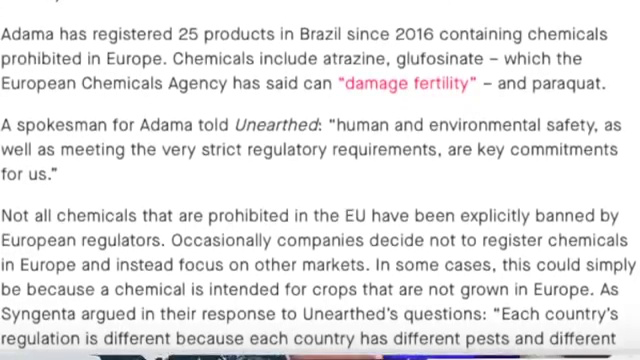 Adama has registered 25 products in Brazil since 2016 containing chemicals
prohibited in Europe. Chemicals include atrazine, glufosinate – which the
European Chemicals Agency has said can “damage fertility” – and paraquat.
A spokesman for Adama told Unearthed: “human and environmental safety, as
well as meeting the very strict regulatory requirements, are key commitments
for us.”
Not all chemicals that are prohibited in the EU have been explicitly banned by
European regulators. Occasionally companies decide not to register chemicals
in Europe and instead focus on other markets. In some cases, this could simply
be because a chemical is intended for crops that are not grown in Europe. As
Syngenta argued in their response to Unearthed’s questions: “Each country’s
regulation is different because each country has different pests and different